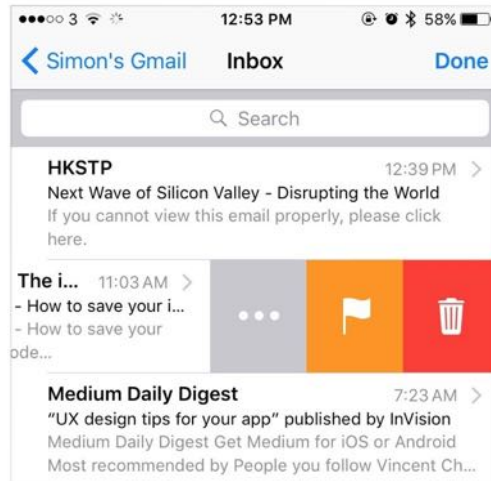 3 12:53 PM 58%
Simon's Gmail Inbox Done
Search
HKSTP 12:39 PM
Next Wave of Silicon Valley - Disrupting the World
If you cannot view this email properly, please click
here.
The i... 11:03 AM
- How to save your i...
- How to save your
ode...
Medium Daily Digest 7:23 AM
“UX design tips for your app” published by InVision
Medium Daily Digest Get Medium for iOS or Android
Most recommended by People you follow Vincent Ch...